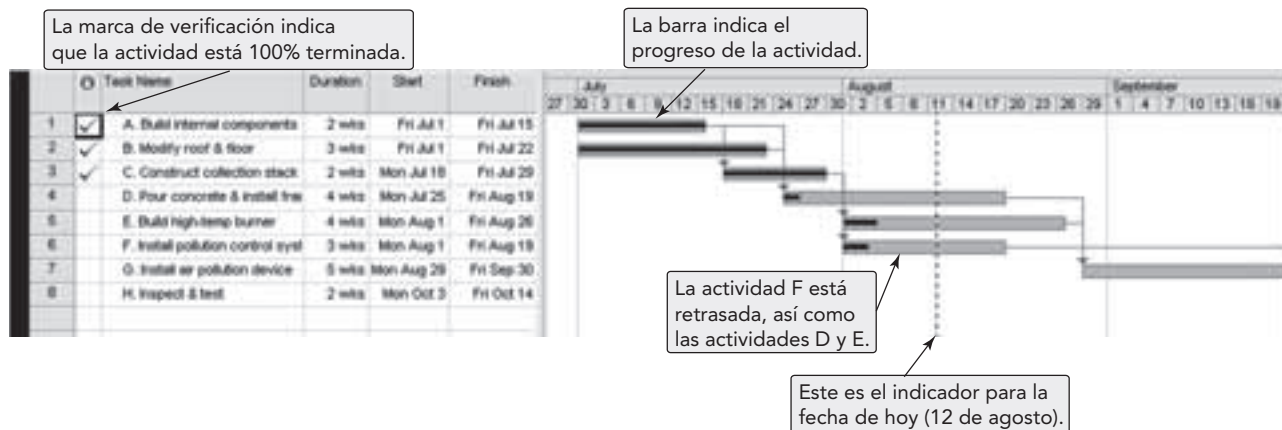 La marca de verificación indica
que la actividad está 100% terminada.
La barra indica el
progreso de la actividad.
Task Name Duration Start Finish
July August September
27 30 3 6 9 12 15 18 21 24 27 30 2 5 8 11 14 17 20 23 26 29 1 4 7 10 13 16 19
1 A. Build internal components 2 wks Fri Jul 1 Fri Jul 15
2 B. Modify roof & floor 3 wks Fri Jul 1 Fri Jul 22
3 C. Construct collection stack 2 wks Mon Jul 18 Fri Jul 29
4 D. Pour concrete & install fra 4 wks Mon Jul 25 Fri Aug 19
5 E. Build high-temp burner 4 wks Mon Aug 1 Fri Aug 26
6 F. Install pollution control syst 3 wks Mon Aug 1 Fri Aug 19
7 G. Install air pollution device 5 wks Mon Aug 29 Fri Sep 30
8 H. Inspect & test 2 wks Mon Oct 3 Fri Oct 14
La actividad F está
retrasada, así como
las actividades D y E.
Este es el indicador para la
fecha de hoy (12 de agosto).